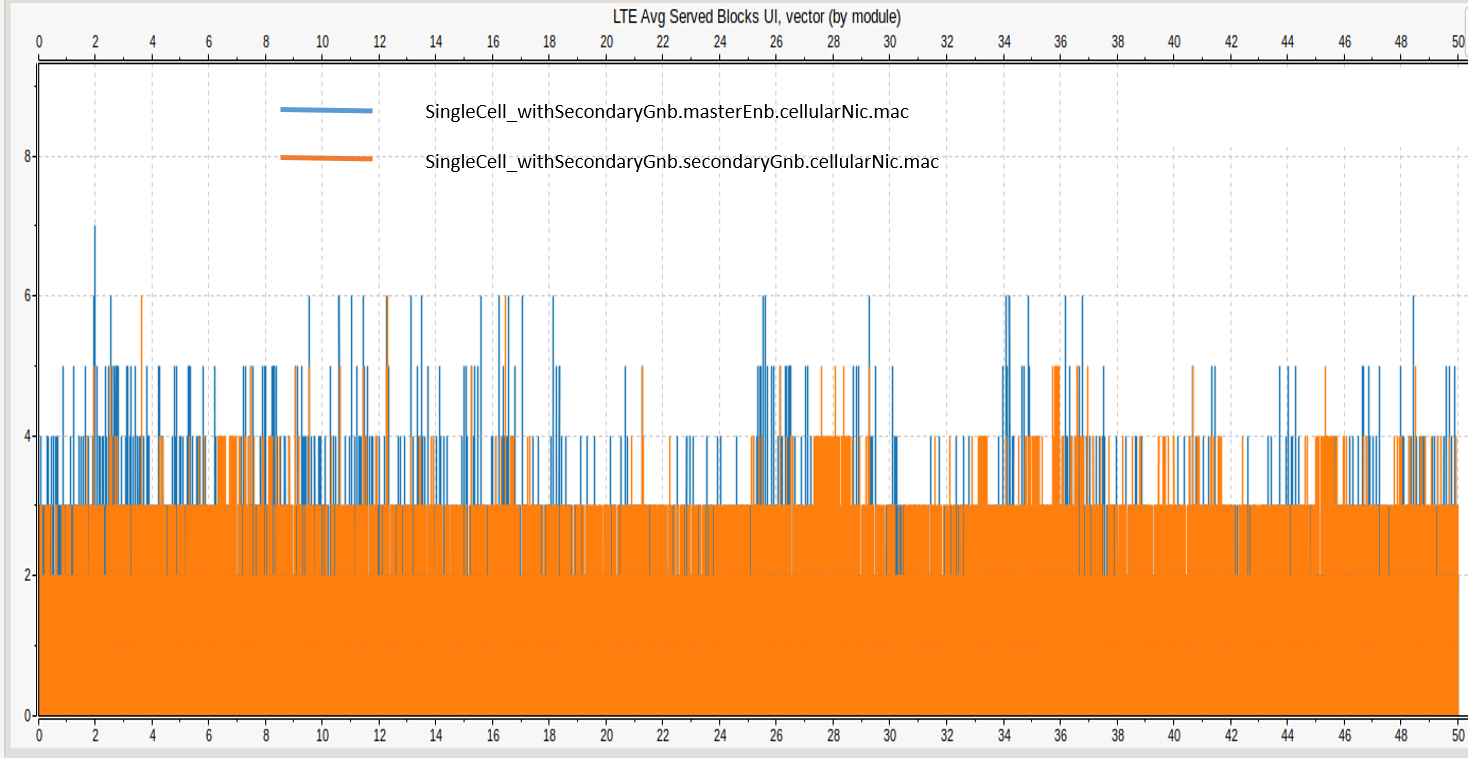 LTE Avg Served Blocks UI, vector (by module)
0 2 4 6 8 10 12 14 16 18 20 22 24 26 28 30 32 34 36 38 40 42 44 46 48 50
SingleCell_withSecondaryGnb.masterEnb.cellularNic.mac
8
SingleCell_withSecondaryGnb.secondaryGnb.cellularNic.mac
6
4
2
0
0 2 4 6 8 10 12 14 16 18 20 22 24 26 28 30 32 34 36 38 40 42 44 46 48 50